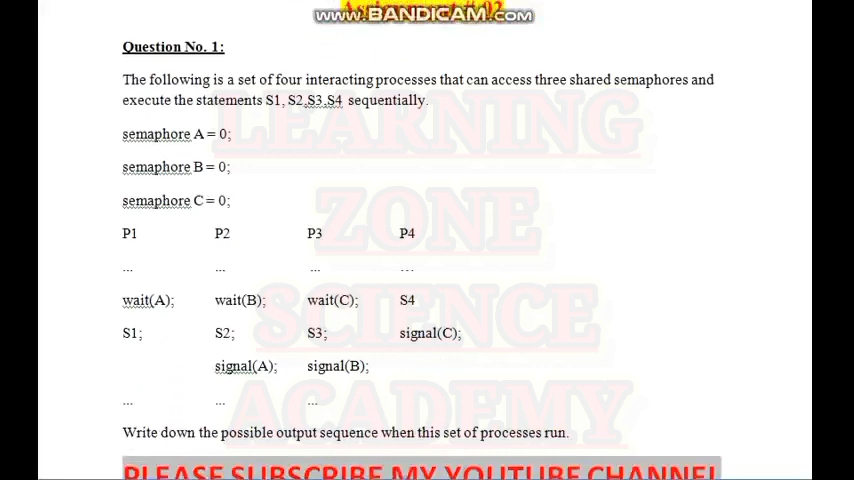 Assignment # 02
WWW.BANDICAM.COM
Question No. 1:
The following is a set of four interacting processes that can access three shared semaphores and
execute the statements S1, S2,S3,S4 sequentially.
semaphore A = 0;
semaphore B = 0;
semaphore C = 0;
P1 P2 P3 P4
... ... ... ...
wait(A); wait(B); wait(C); S4
S1; S2; S3; signal(C);
signal(A); signal(B);
... ... ...
Write down the possible output sequence when this set of processes run.
LEARNING
ZONE
SCIENCE
ACADEMY
PLEASE SUBSCRIBE MY YOUTUBE CHANNEL